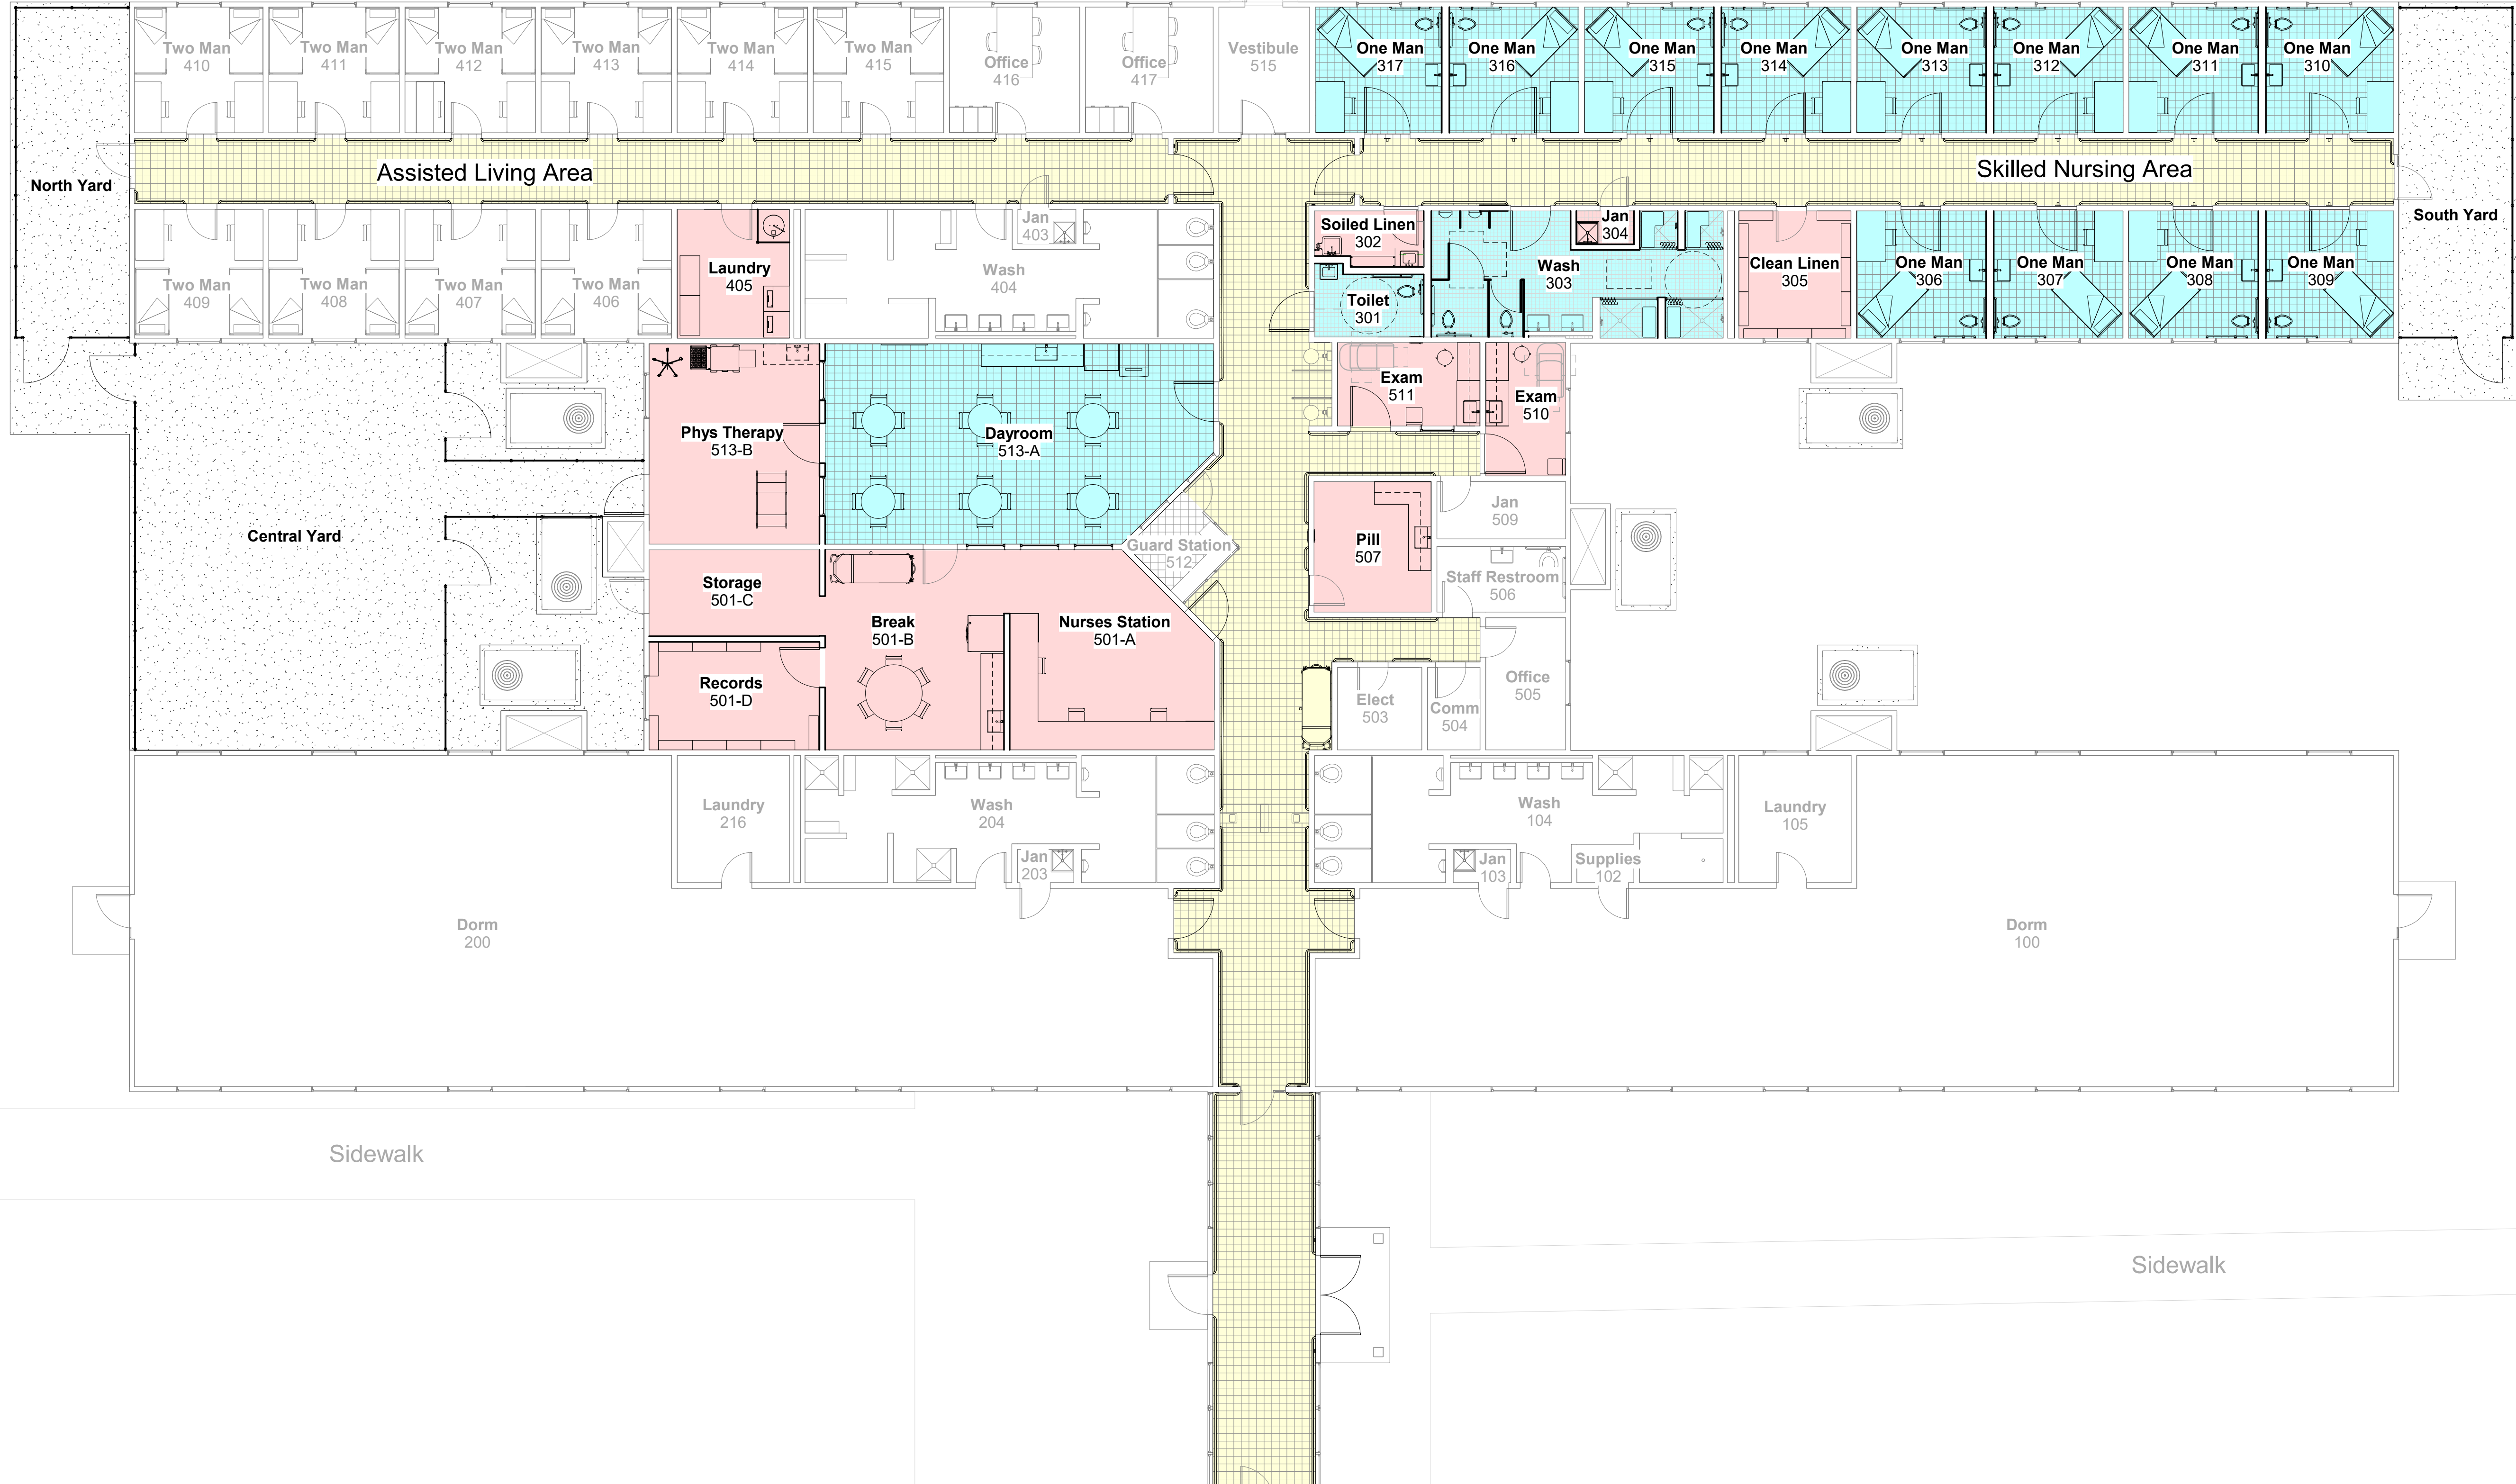 Two Man
410
Two Man
411
Two Man
412
Two Man
413
Two Man
414
Two Man
415
Office
416
Office
417
Vestibule
515
One Man
317
One Man
316
One Man
315
One Man
314
One Man
313
One Man
312
One Man
311
One Man
310
North Yard
Assisted Living Area
Skilled Nursing Area
South Yard
Two Man
409
Two Man
408
Two Man
407
Two Man
406
Laundry
405
Wash
404
Jan
403
Soiled Linen
302
Toilet
301
Wash
303
Jan
304
Clean Linen
305
One Man
306
One Man
307
One Man
308
One Man
309
Central Yard
Phys Therapy
513-B
Dayroom
513-A
Exam
511
Exam
510
Guard Station
512
Pill
507
Jan
509
Staff Restroom
506
Storage
501-C
Break
501-B
Nurses Station
501-A
Records
501-D
Elect
503
Comm
504
Office
505
Laundry
216
Wash
204
Jan
203
Wash
104
Jan
103
Supplies
102
Laundry
105
Dorm
200
Dorm
100
Sidewalk
Sidewalk